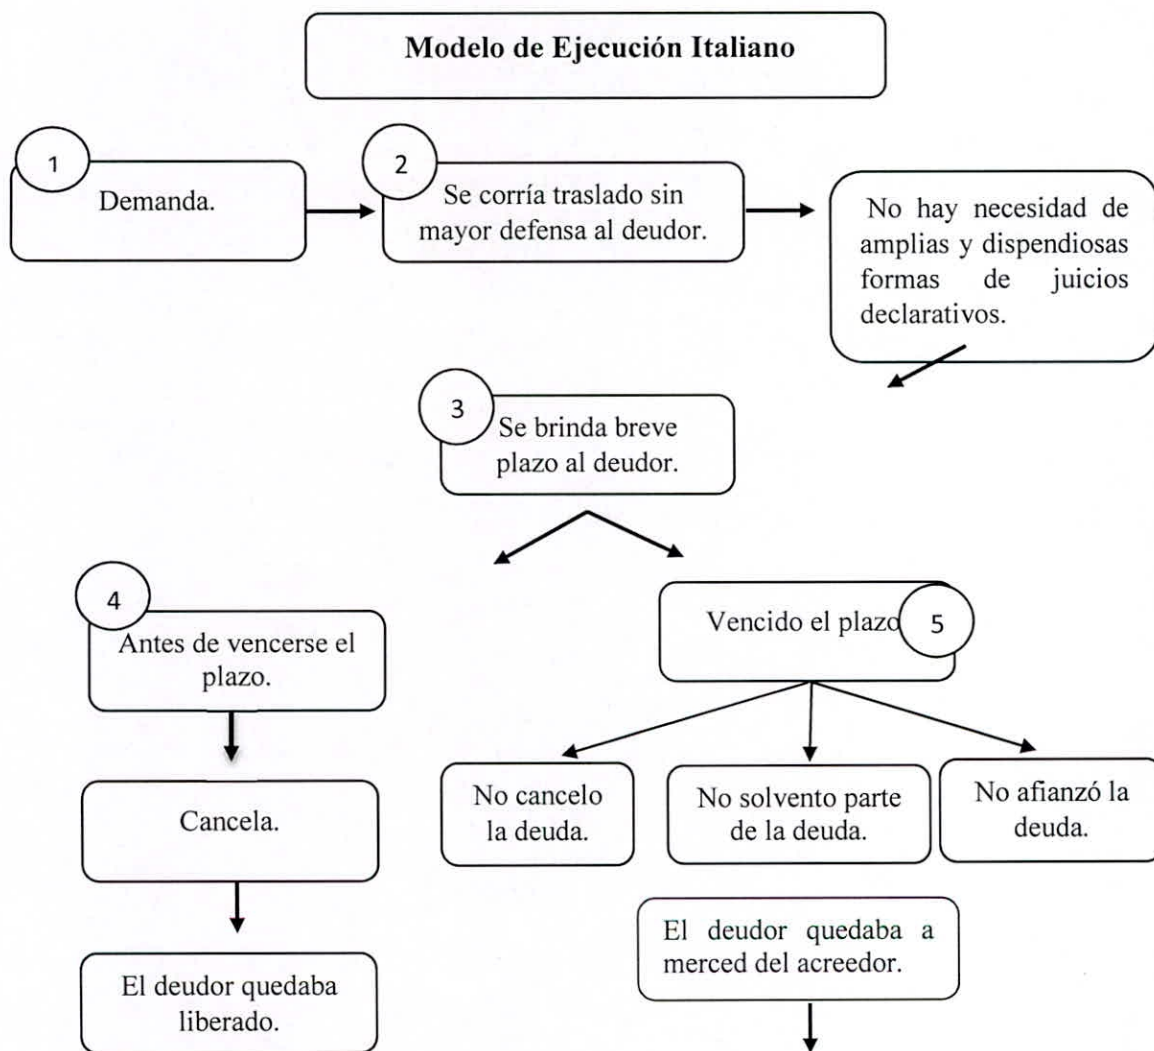 Modelo de Ejecución Italiano
1
Demanda.
2
Se corría traslado sin
mayor defensa al deudor.
No hay necesidad de
amplias y dispendiosas
formas de juicios
declarativos.
3
Se brinda breve
plazo al deudor.
4
Antes de vencerse el
plazo.
Vencido el plazo
5
Cancela.
No cancelo
la deuda.
No solvento parte
de la deuda.
No afianzó la
deuda.
El deudor quedaba
liberado.
El deudor quedaba a
merced del acreedor.